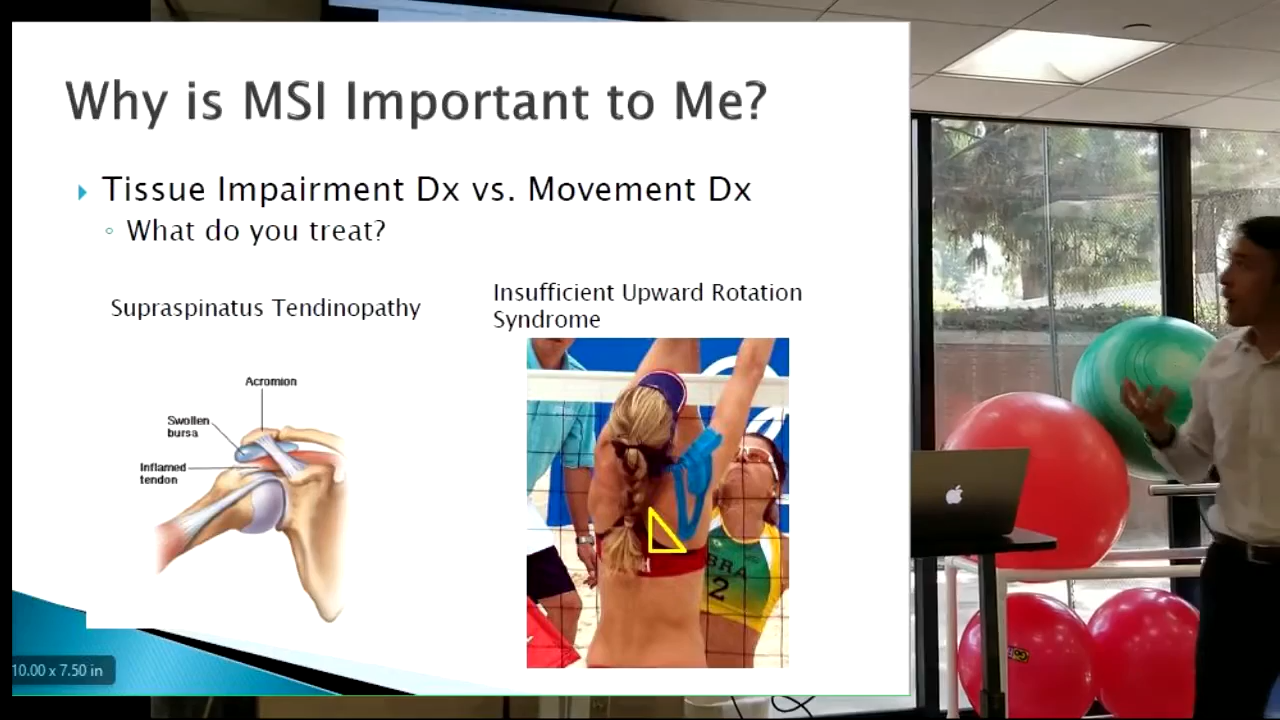 Why is MSI Important to Me?
Tissue Impairment Dx vs. Movement Dx
What do you treat?
Supraspinatus Tendinopathy
Insufficient Upward Rotation
Syndrome
Acromion
Swollen
bursa
Inflamed
tendon
BRA
2
10.00 x 7.50 in